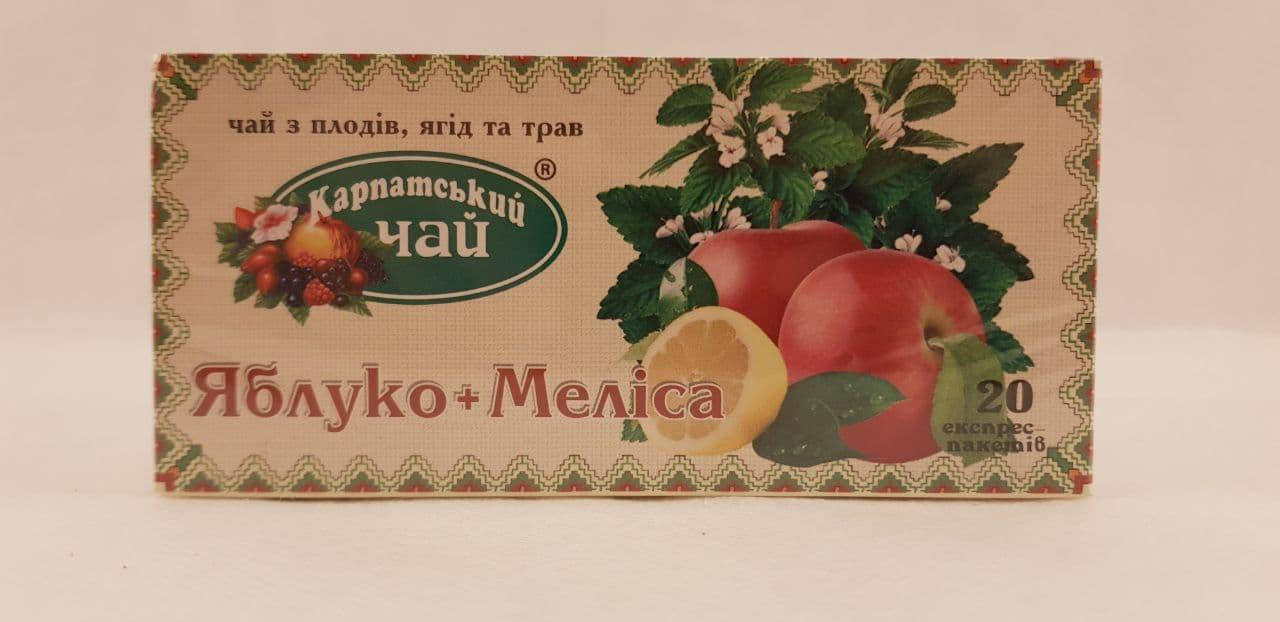 чай з плодів, ягід та трав
Карпатський
®
чай
Яблуко + Меліса
20
експрес-
пакетів